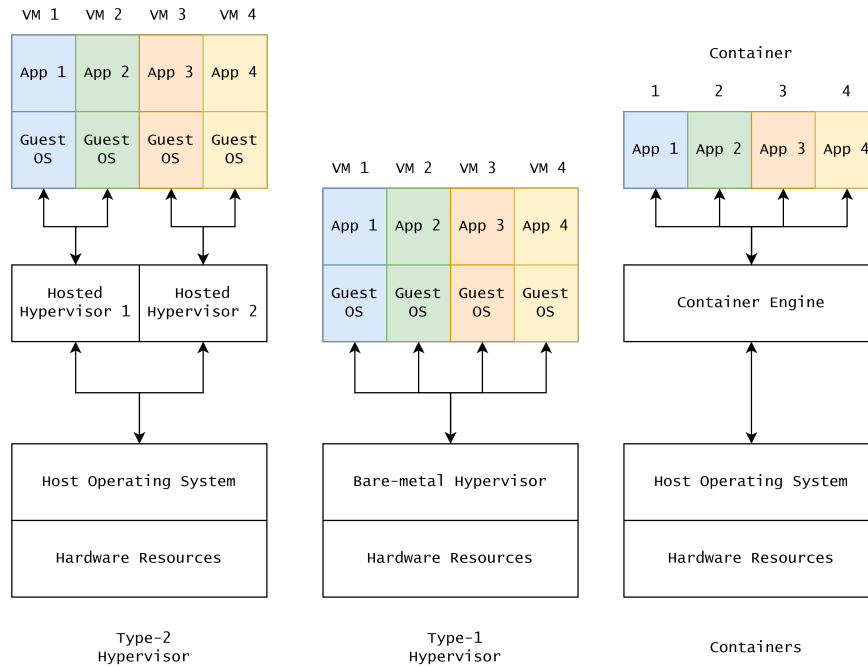 VM 1 VM 2 VM 3 VM 4
App 1 App 2 App 3 App 4
Guest Guest Guest Guest
OS OS OS OS
Hosted Hosted
Hypervisor 1 Hypervisor 2
Host Operating System
Hardware Resources
Type-2
Hypervisor
VM 1 VM 2 VM 3 VM 4
App 1 App 2 App 3 App 4
Guest Guest Guest Guest
OS OS OS OS
Bare-metal Hypervisor
Hardware Resources
Type-1
Hypervisor
Container
1 2 3 4
App 1 App 2 App 3 App 4
Container Engine
Host Operating System
Hardware Resources
Containers